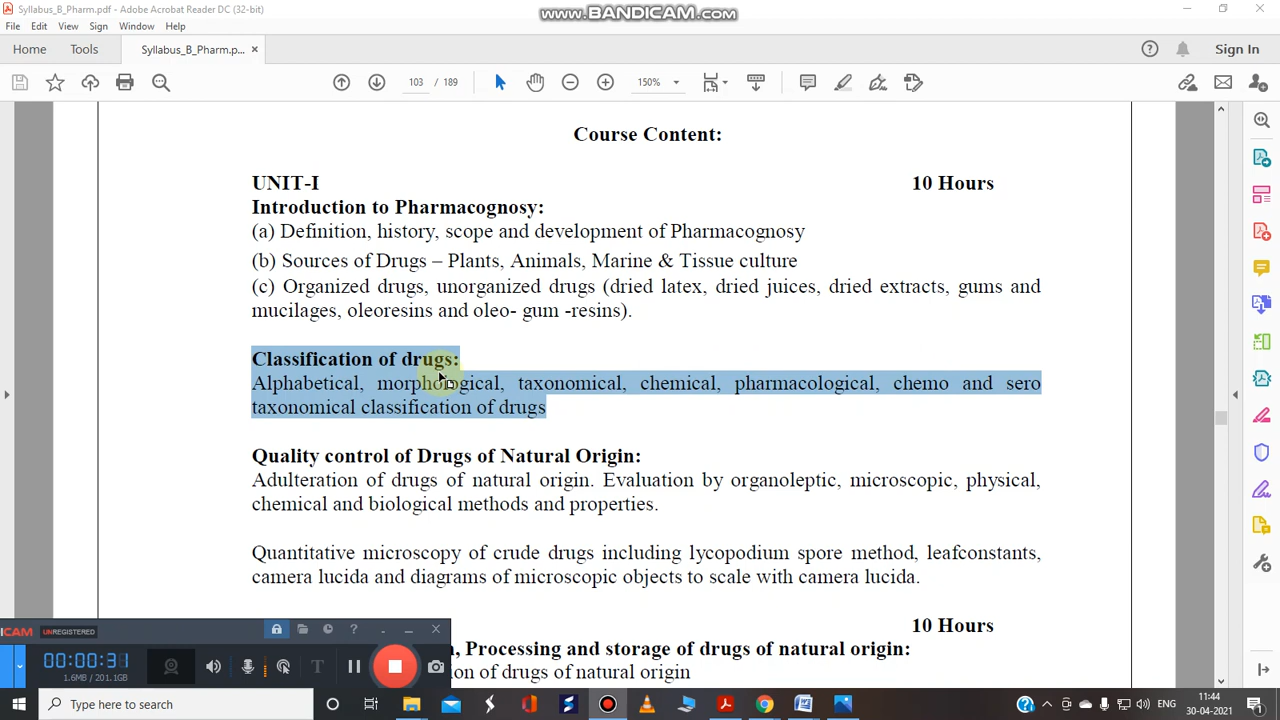 Syllabus_B_Pharm.pdf - Adobe Acrobat Reader DC (32-bit)
www.BANDICAM.com
File Edit View Sign Window Help
Home Tools Syllabus_B_Pharm.p... × Sign In
103 / 189 150%
Course Content:
UNIT-I 10 Hours
Introduction to Pharmacognosy:
(a) Definition, history, scope and development of Pharmacognosy
(b) Sources of Drugs – Plants, Animals, Marine & Tissue culture
(c) Organized drugs, unorganized drugs (dried latex, dried juices, dried extracts, gums and
mucilages, oleoresins and oleo- gum -resins).
Classification of drugs:
Alphabetical, morphological, taxonomical, chemical, pharmacological, chemo and sero
taxonomical classification of drugs
Quality control of Drugs of Natural Origin:
Adulteration of drugs of natural origin. Evaluation by organoleptic, microscopic, physical,
chemical and biological methods and properties.
Quantitative microscopy of crude drugs including lycopodium spore method, leafconstants,
camera lucida and diagrams of microscopic objects to scale with camera lucida.
10 Hours
, Processing and storage of drugs of natural origin:
of drugs of natural origin
ICAM UNREGISTERED
00:00:31
1.6MB / 201.1GB
Type here to search
ENG
11:44
30-04-2021